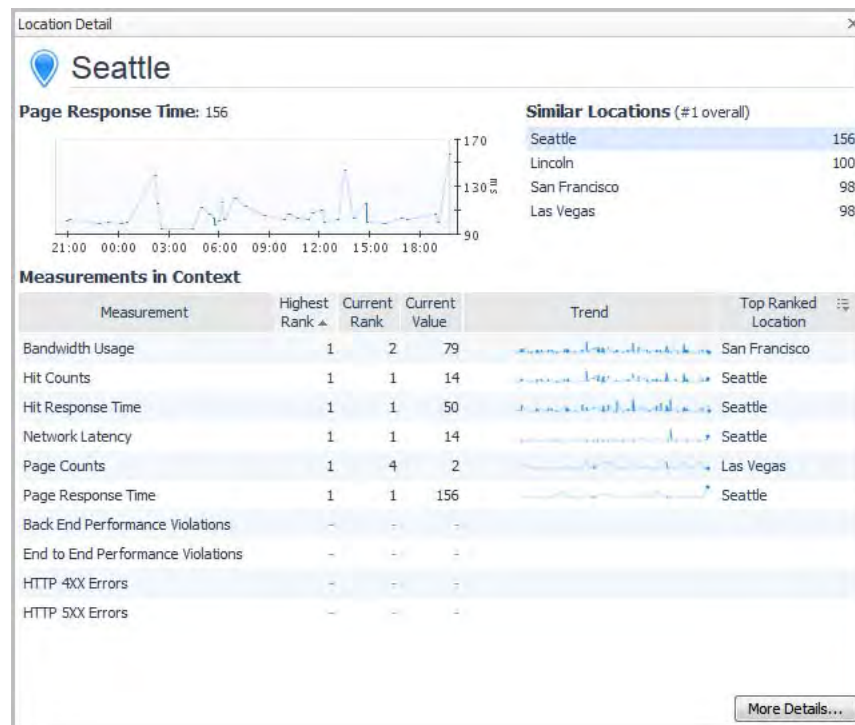 Location Detail
Seattle
Page Response Time: 156
170
130
ms
90
21:00 00:00 03:00 06:00 09:00 12:00 15:00 18:00
Similar Locations (#1 overall)
Seattle 156
Lincoln 100
San Francisco 98
Las Vegas 98
Measurements in Context
Measurement Highest Rank Current Rank Current Value Trend Top Ranked Location
Bandwidth Usage 1 2 79 San Francisco
Hit Counts 1 1 14 Seattle
Hit Response Time 1 1 50 Seattle
Network Latency 1 1 14 Seattle
Page Counts 1 4 2 Las Vegas
Page Response Time 1 1 156 Seattle
Back End Performance Violations - - -
End to End Performance Violations - - -
HTTP 4XX Errors - - -
HTTP 5XX Errors - - -
More Details...